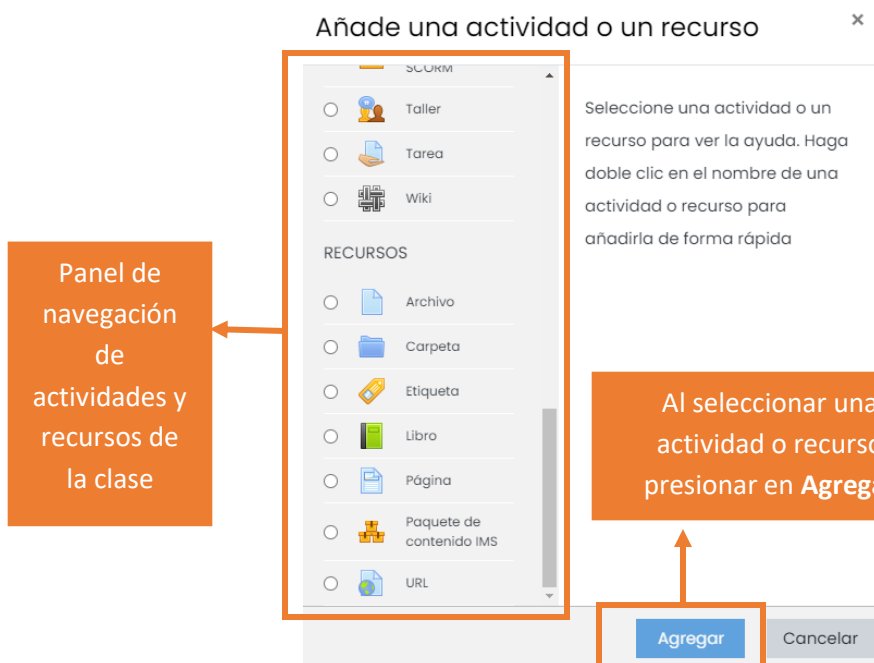 Añade una actividad o un recurso
×
SCORM
Taller
Tarea
Wiki
RECURSOS
Archivo
Carpeta
Etiqueta
Libro
Página
Paquete de
contenido IMS
URL
Seleccione una actividad o un
recurso para ver la ayuda. Haga
doble clic en el nombre de una
actividad o recurso para
añadirla de forma rápida
Panel de
navegación
de
actividades y
recursos de
la clase
Al seleccionar una
actividad o recurso
presionar en Agrega
Agregar
Cancelar